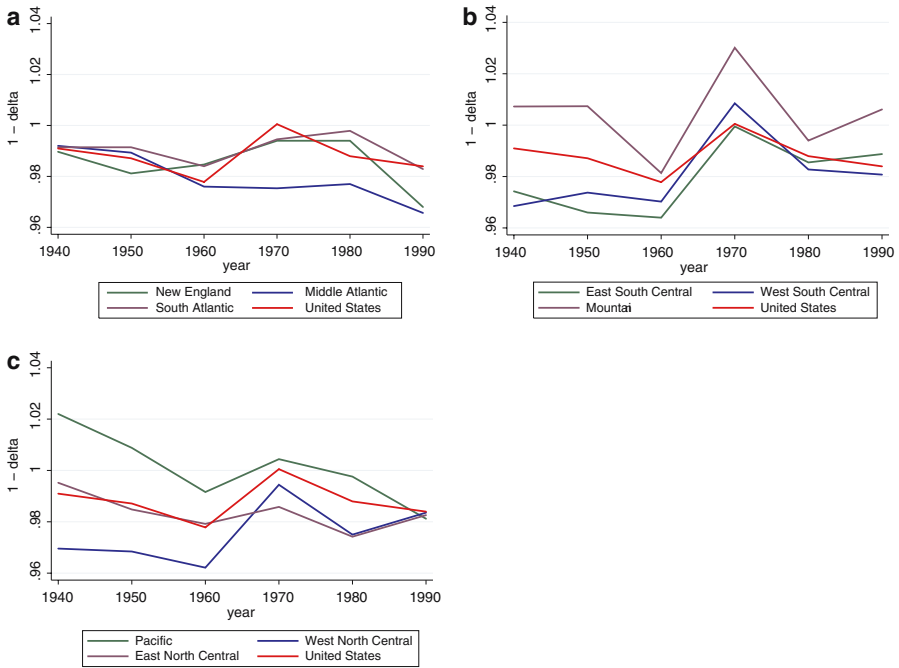 a
1 − delta
1.04
1.02
1
.98
.96
1940 1950 1960 1970 1980 1990
year
New England Middle Atlantic
South Atlantic United States
b
1 − delta
1.04
1.02
1
.98
.96
1940 1950 1960 1970 1980 1990
year
East South Central West South Central
Mountai United States
c
1 − delta
1.04
1.02
1
.98
.96
1940 1950 1960 1970 1980 1990
year
Pacific West North Central
East North Central United States